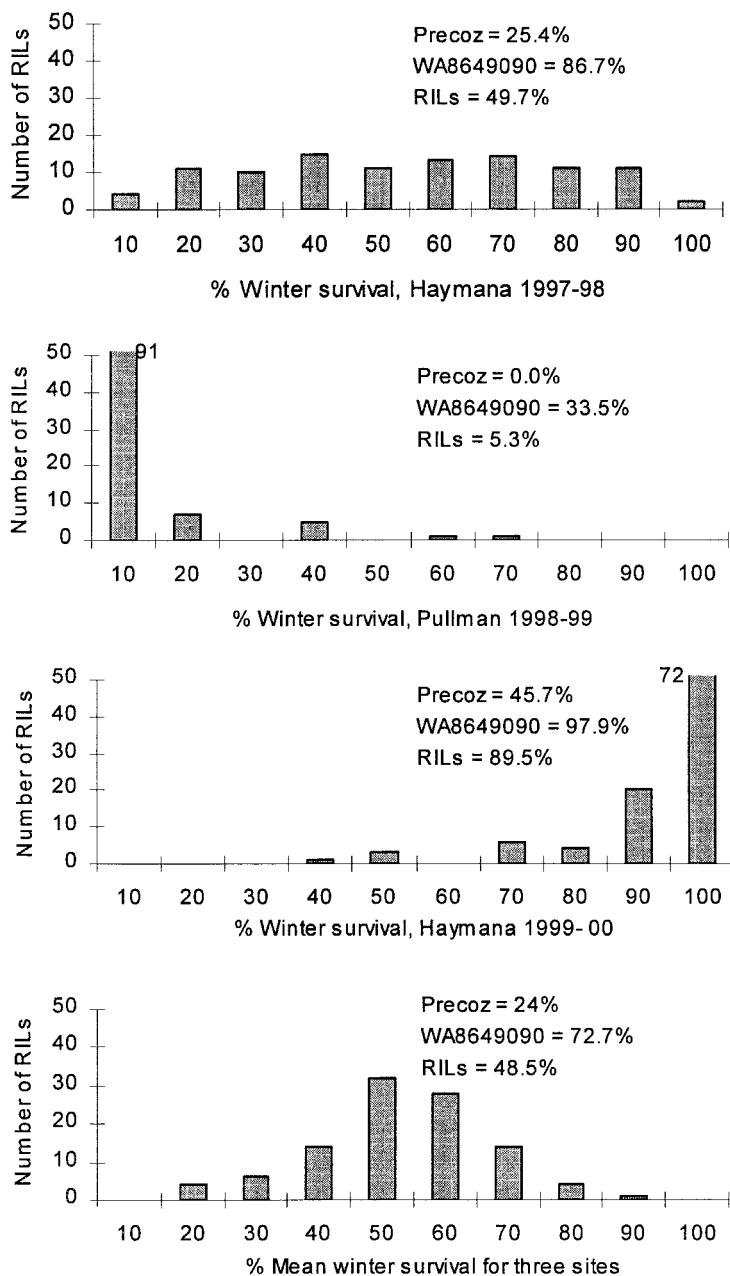 50
40
30
20
10
0
Number of RILs
Precoz = 25.4%
WA8649090 = 86.7%
RILs = 49.7%
10 20 30 40 50 60 70 80 90 100
% Winter survival, Haymana 1997-98
50
40
30
20
10
0
Number of RILs
91
Precoz = 0.0%
WA8649090 = 33.5%
RILs = 5.3%
10 20 30 40 50 60 70 80 90 100
% Winter survival, Pullman 1998-99
50
40
30
20
10
0
Number of RILs
72
Precoz = 45.7%
WA8649090 = 97.9%
RILs = 89.5%
10 20 30 40 50 60 70 80 90 100
% Winter survival, Haymana 1999-00
50
40
30
20
10
0
Number of RILs
Precoz = 24%
WA8649090 = 72.7%
RILs = 48.5%
10 20 30 40 50 60 70 80 90 100
% Mean winter survival for three sites